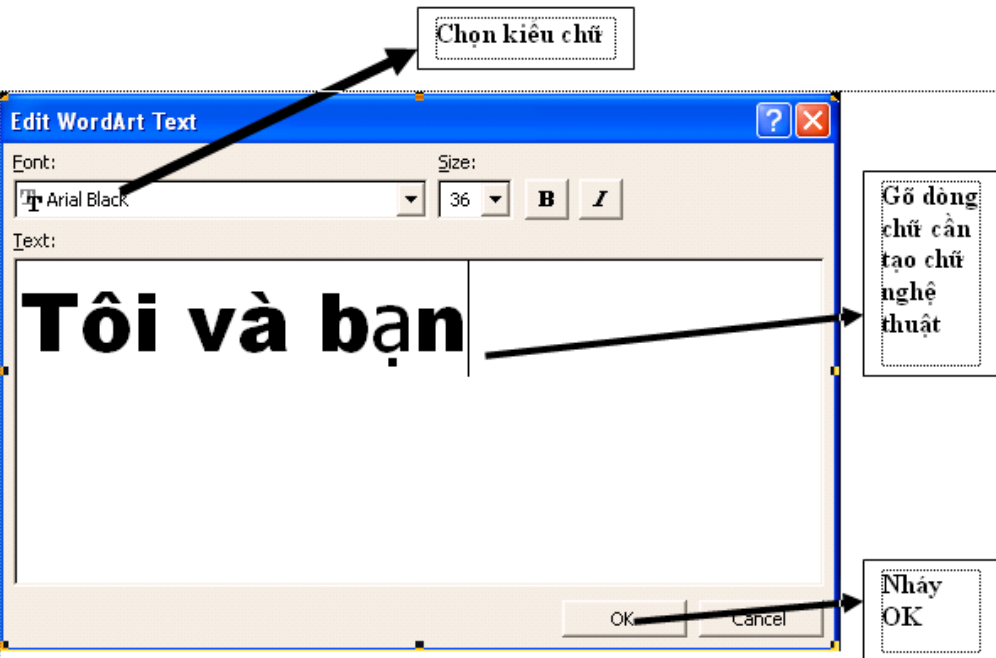 Chọn kiểu chữ
Edit WordArt Text
Font:
Size:
Arial Black
36
B
I
Text:
Tôi và bạn
Gõ dòng
chữ cần
tạo chữ
nghệ
thuật
OK
Cancel
Nháy
OK